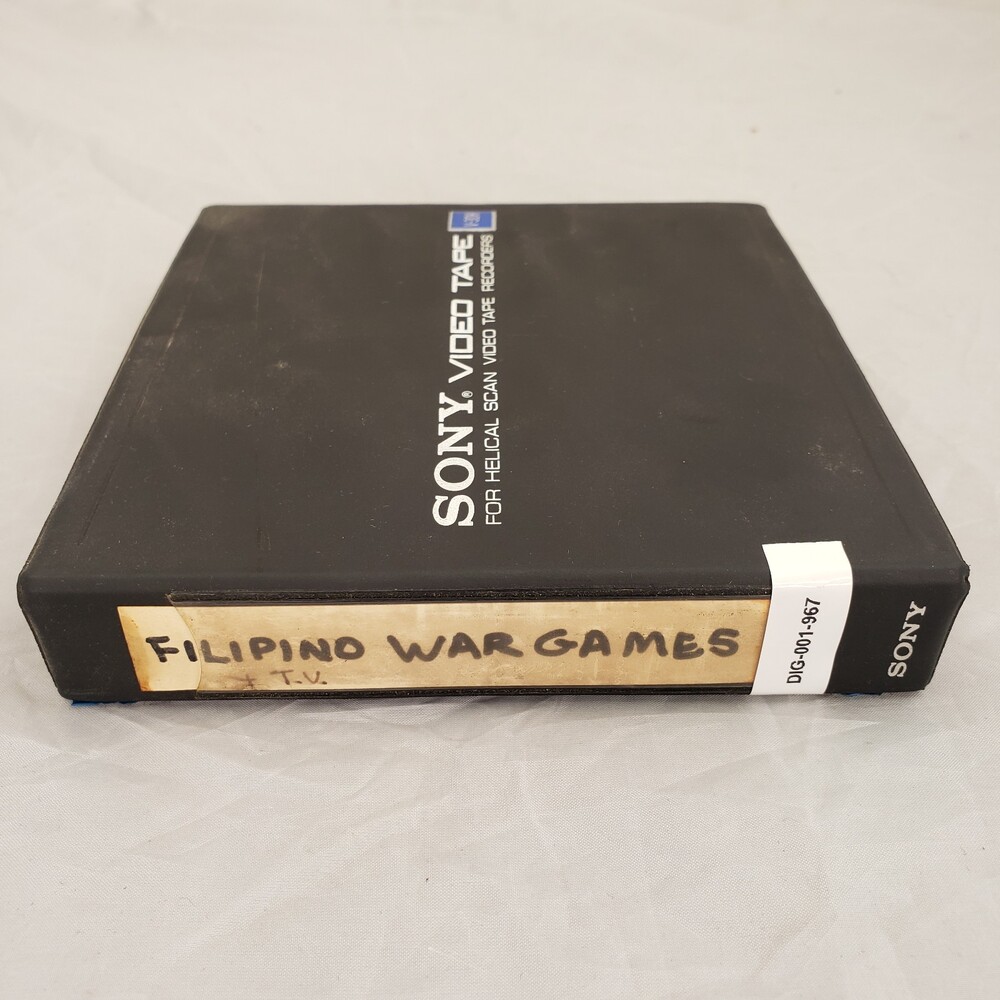 SONY® VIDEO TAPE
FOR HELICAL SCAN VIDEO TAPE RECORDERS
FILIPINO WAR GAMES
+ T.V.
DIG-001-967
SONY